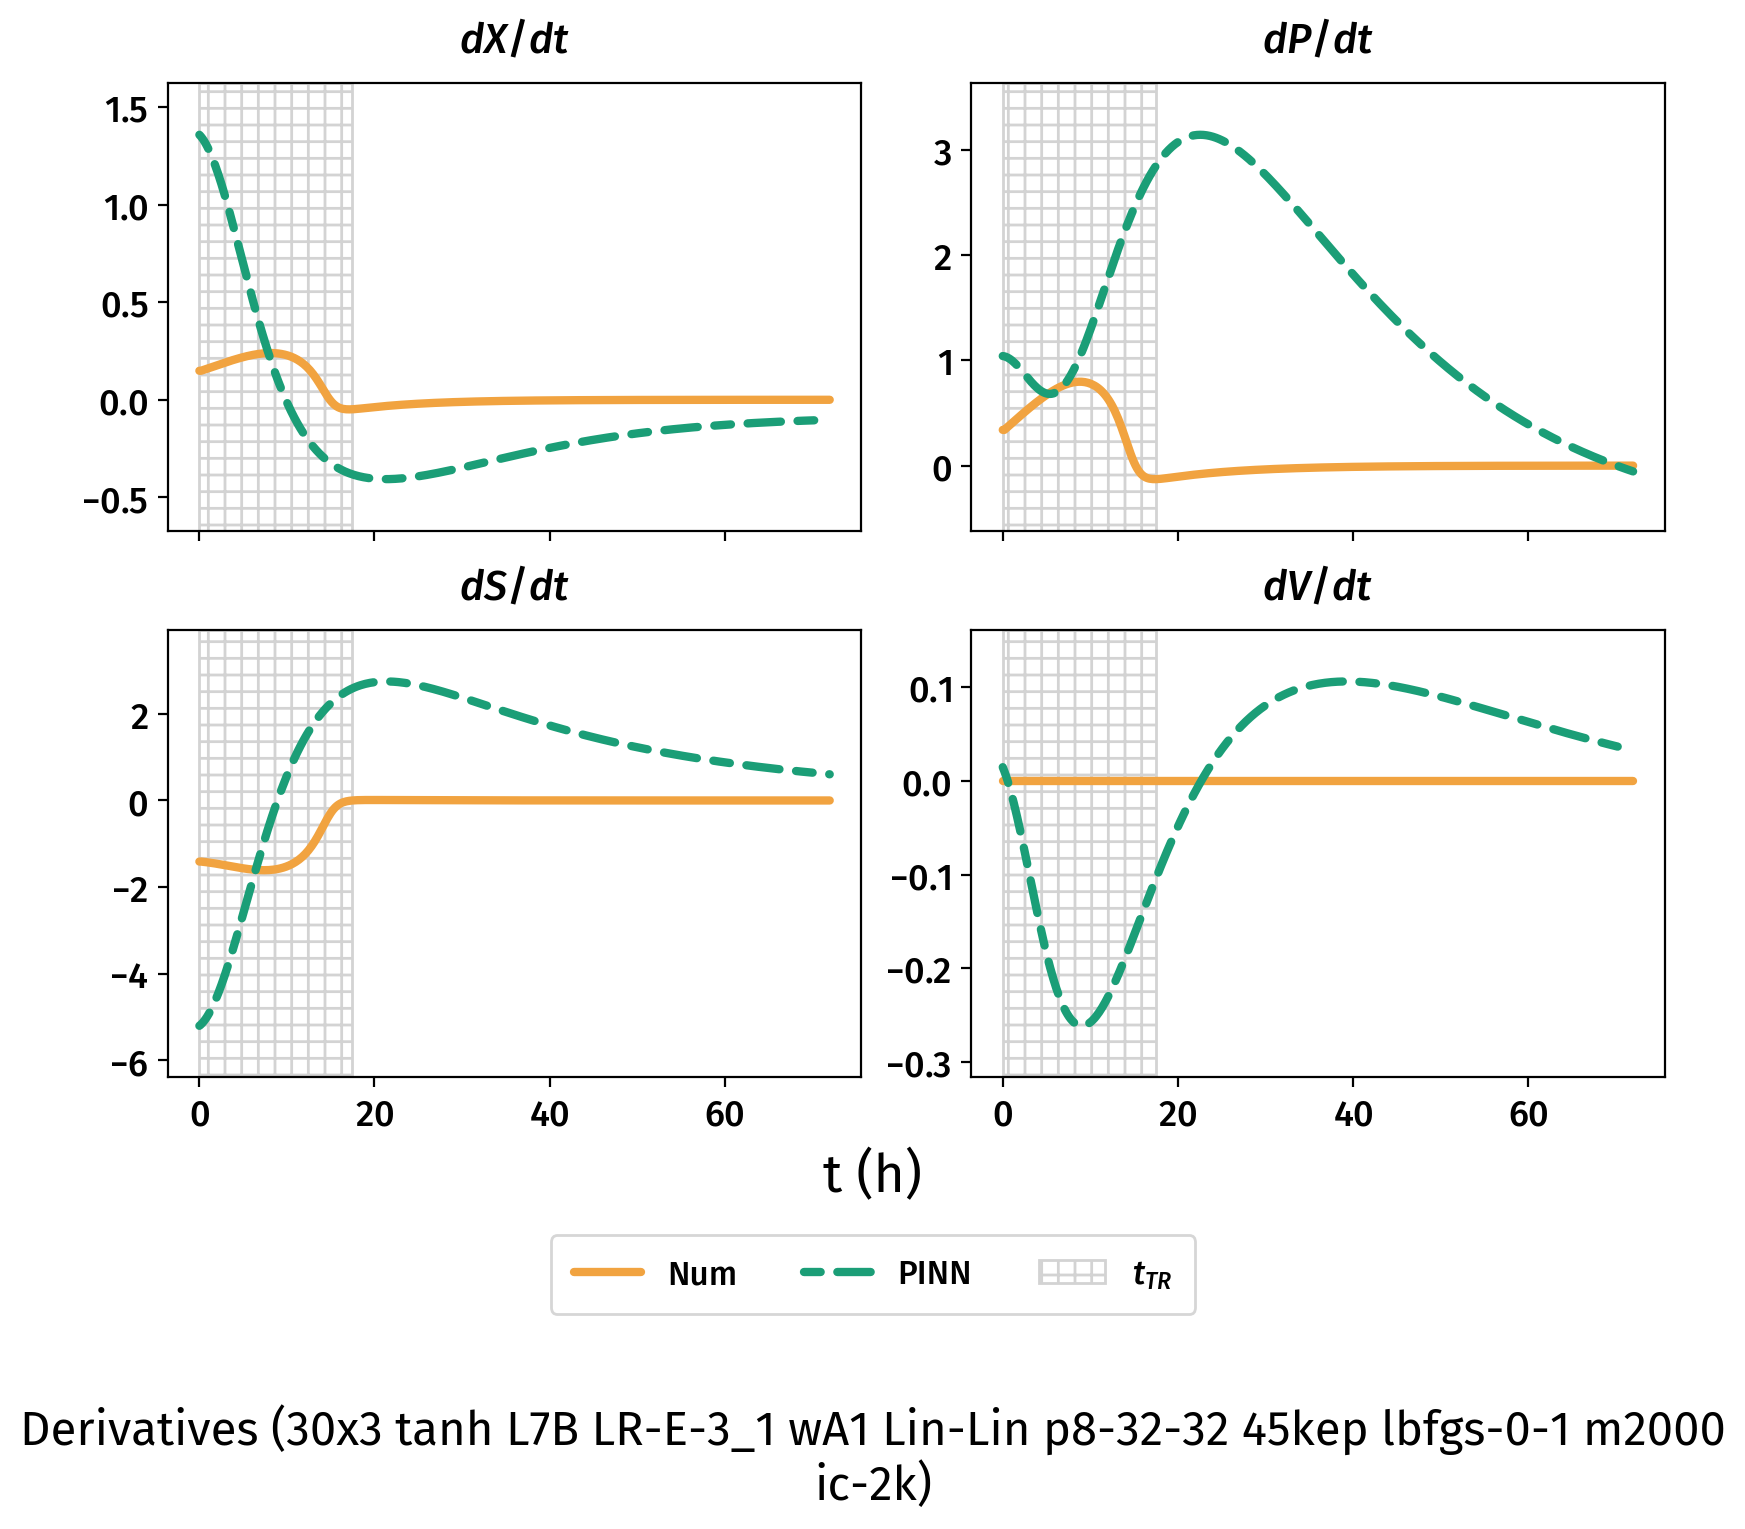 dX/dt
dP/dt
1.5
1.0
0.5
0.0
−0.5
3
2
1
0
dS/dt
dV/dt
2
0
−2
−4
−6
0.1
0.0
−0.1
−0.2
−0.3
0 20 40 60
0 20 40 60
t (h)
Num PINN tTR
Derivatives (30x3 tanh L7B LR-E-3_1 wA1 Lin-Lin p8-32-32 45kep lbfgs-0-1 m2000
ic-2k)